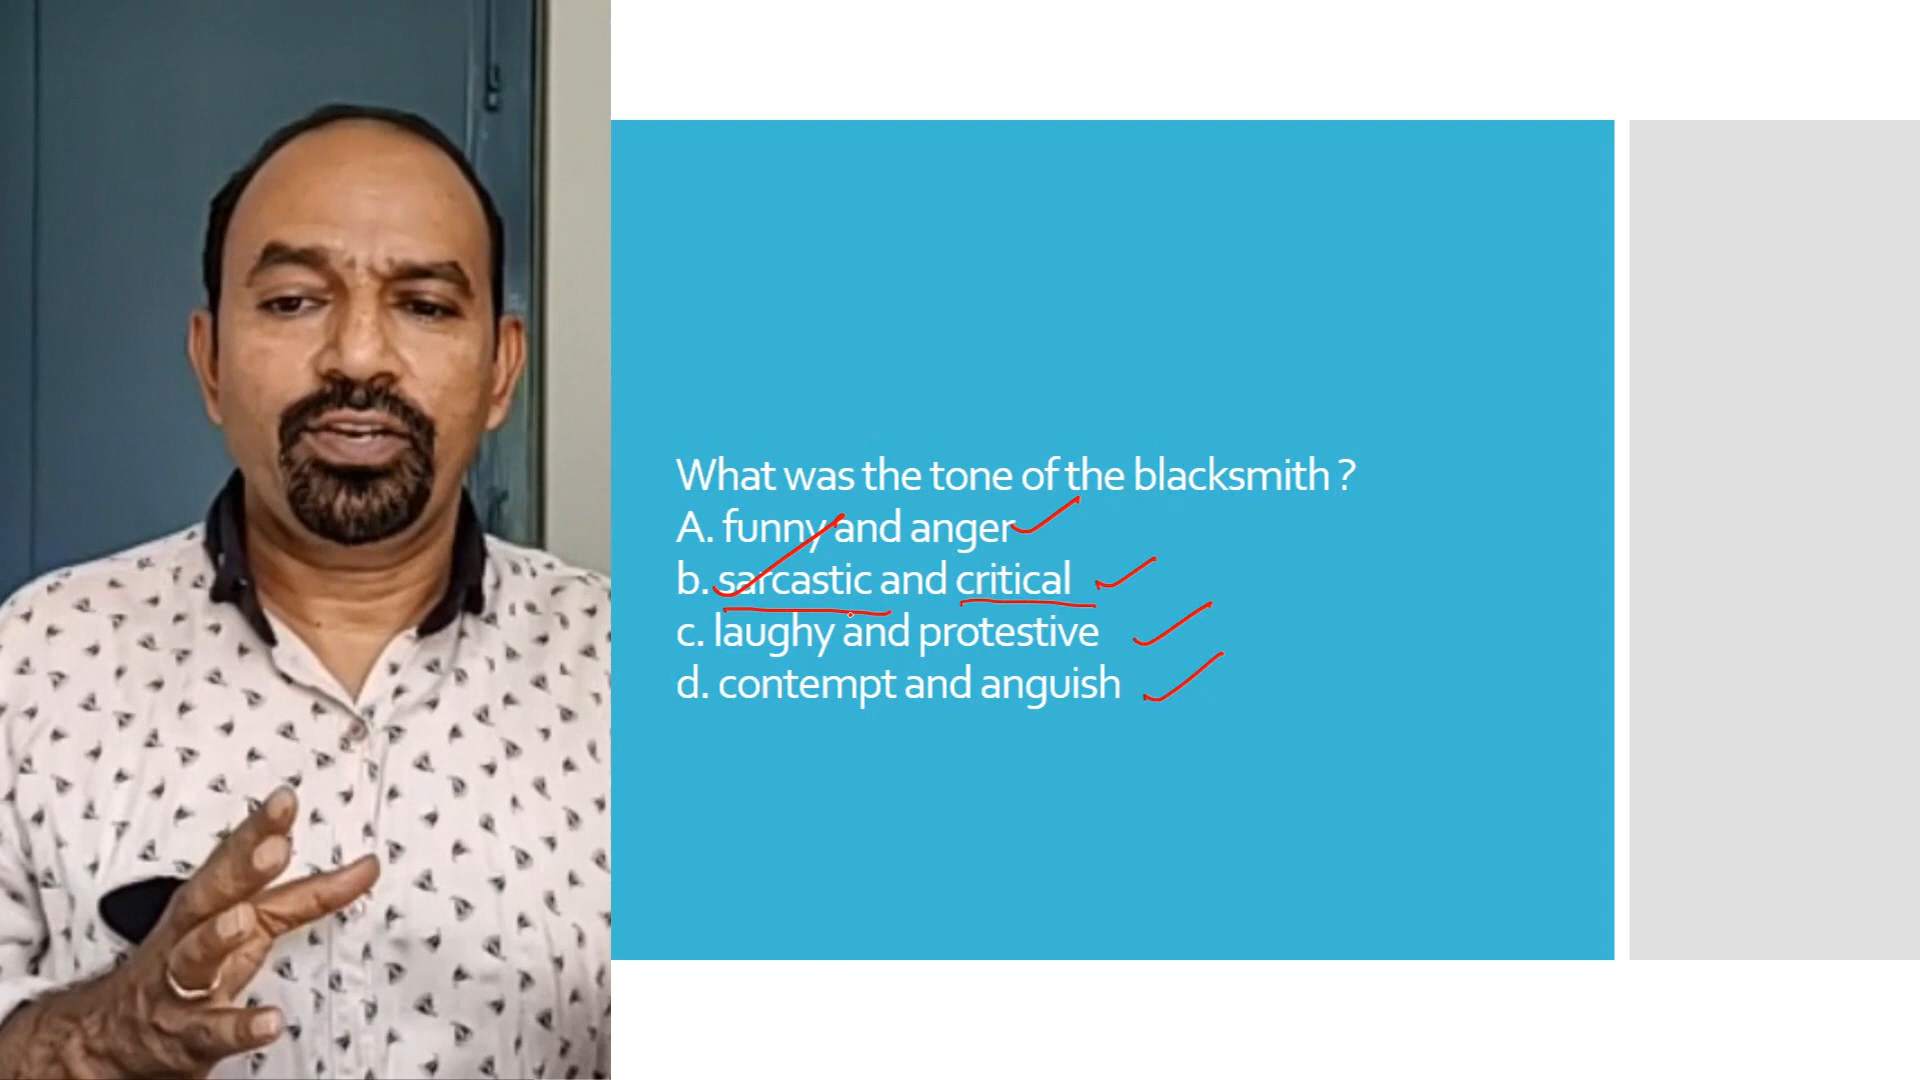 What was the tone of the blacksmith ?
A. funny and anger
b. sarcastic and critical
c. laughy and protestive
d. contempt and anguish